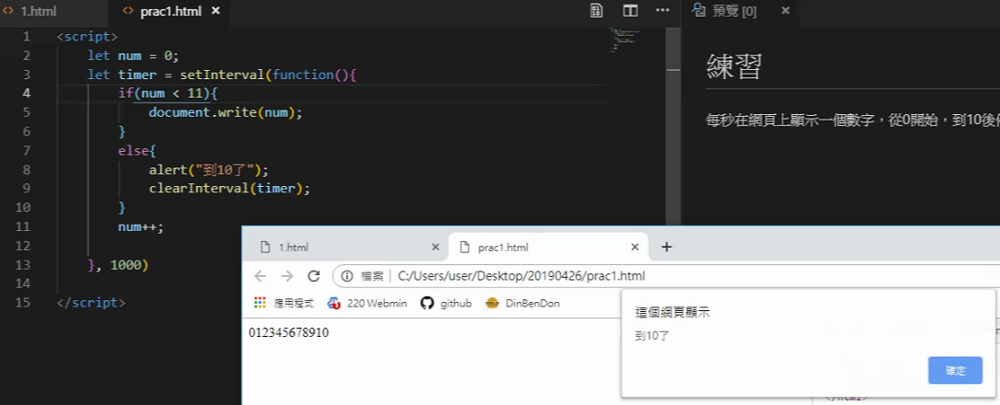 1.html
prac1.html
預覽 [0]
1 <script>
2 let num = 0;
3 let timer = setInterval(function(){
4 if(num < 11){
5 document.write(num);
6 }
7 else{
8 alert("到10了");
9 clearInterval(timer);
10 }
11 num++;
12
13 }, 1000)
14
15 </script>
練習
每秒在網頁上顯示一個數字，從0開始，到10後
1.html
prac1.html
檔案 C:/Users/user/Desktop/20190426/prac1.html
應用程式 220 Webmin github DinBenDon
012345678910
這個網頁顯示
到10了
確定